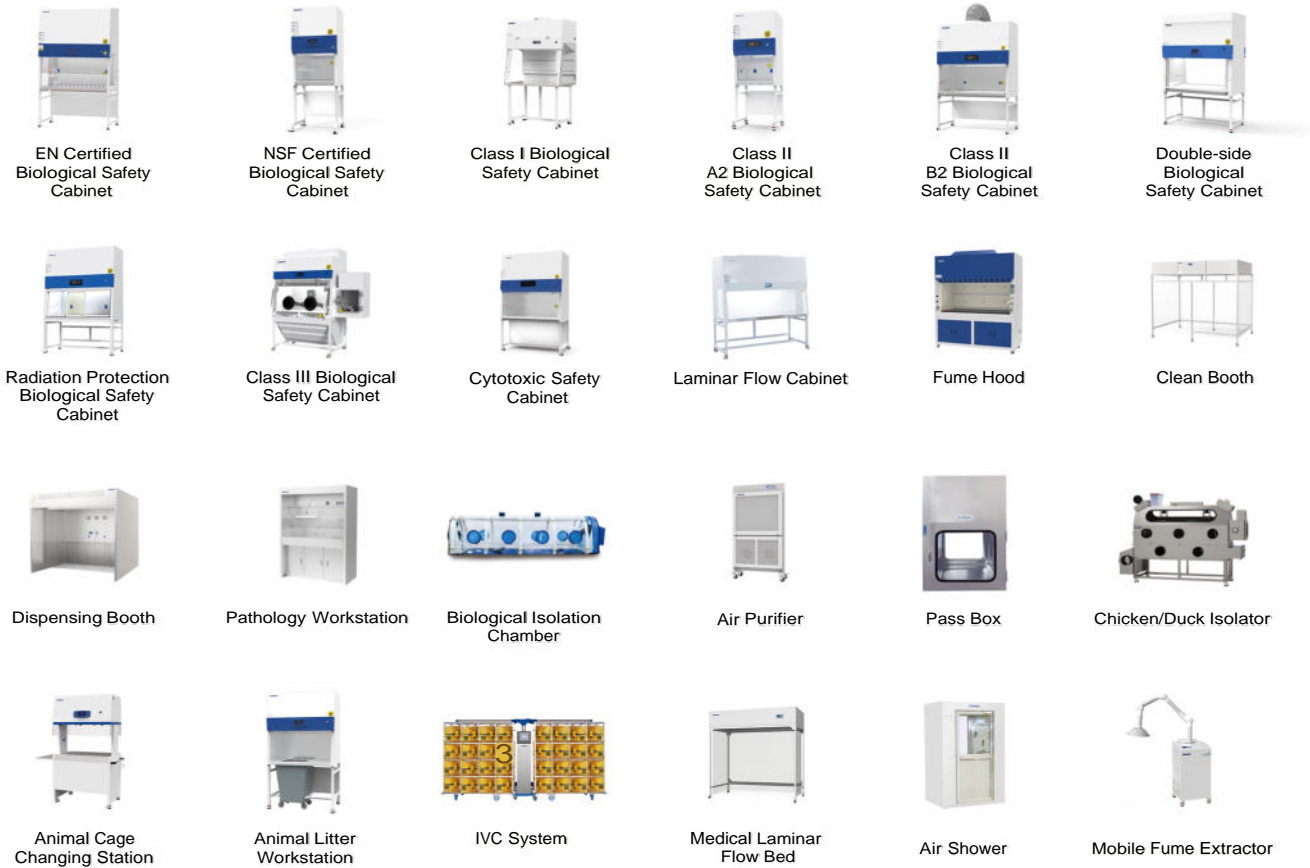 EN Certified
Biological Safety
Cabinet
NSF Certified
Biological Safety
Cabinet
Class I Biological
Safety Cabinet
Class II
A2 Biological
Safety Cabinet
Class II
B2 Biological
Safety Cabinet
Double-side
Biological
Safety Cabinet
Radiation Protection
Biological Safety
Cabinet
Class III Biological
Safety Cabinet
Cytotoxic Safety
Cabinet
Laminar Flow Cabinet
Fume Hood
Clean Booth
Dispensing Booth
Pathology Workstation
Biological Isolation
Chamber
Air Purifier
Pass Box
Chicken/Duck Isolator
Animal Cage
Changing Station
Animal Litter
Workstation
3
IVC System
Medical Laminar
Flow Bed
Air Shower
Mobile Fume Extractor